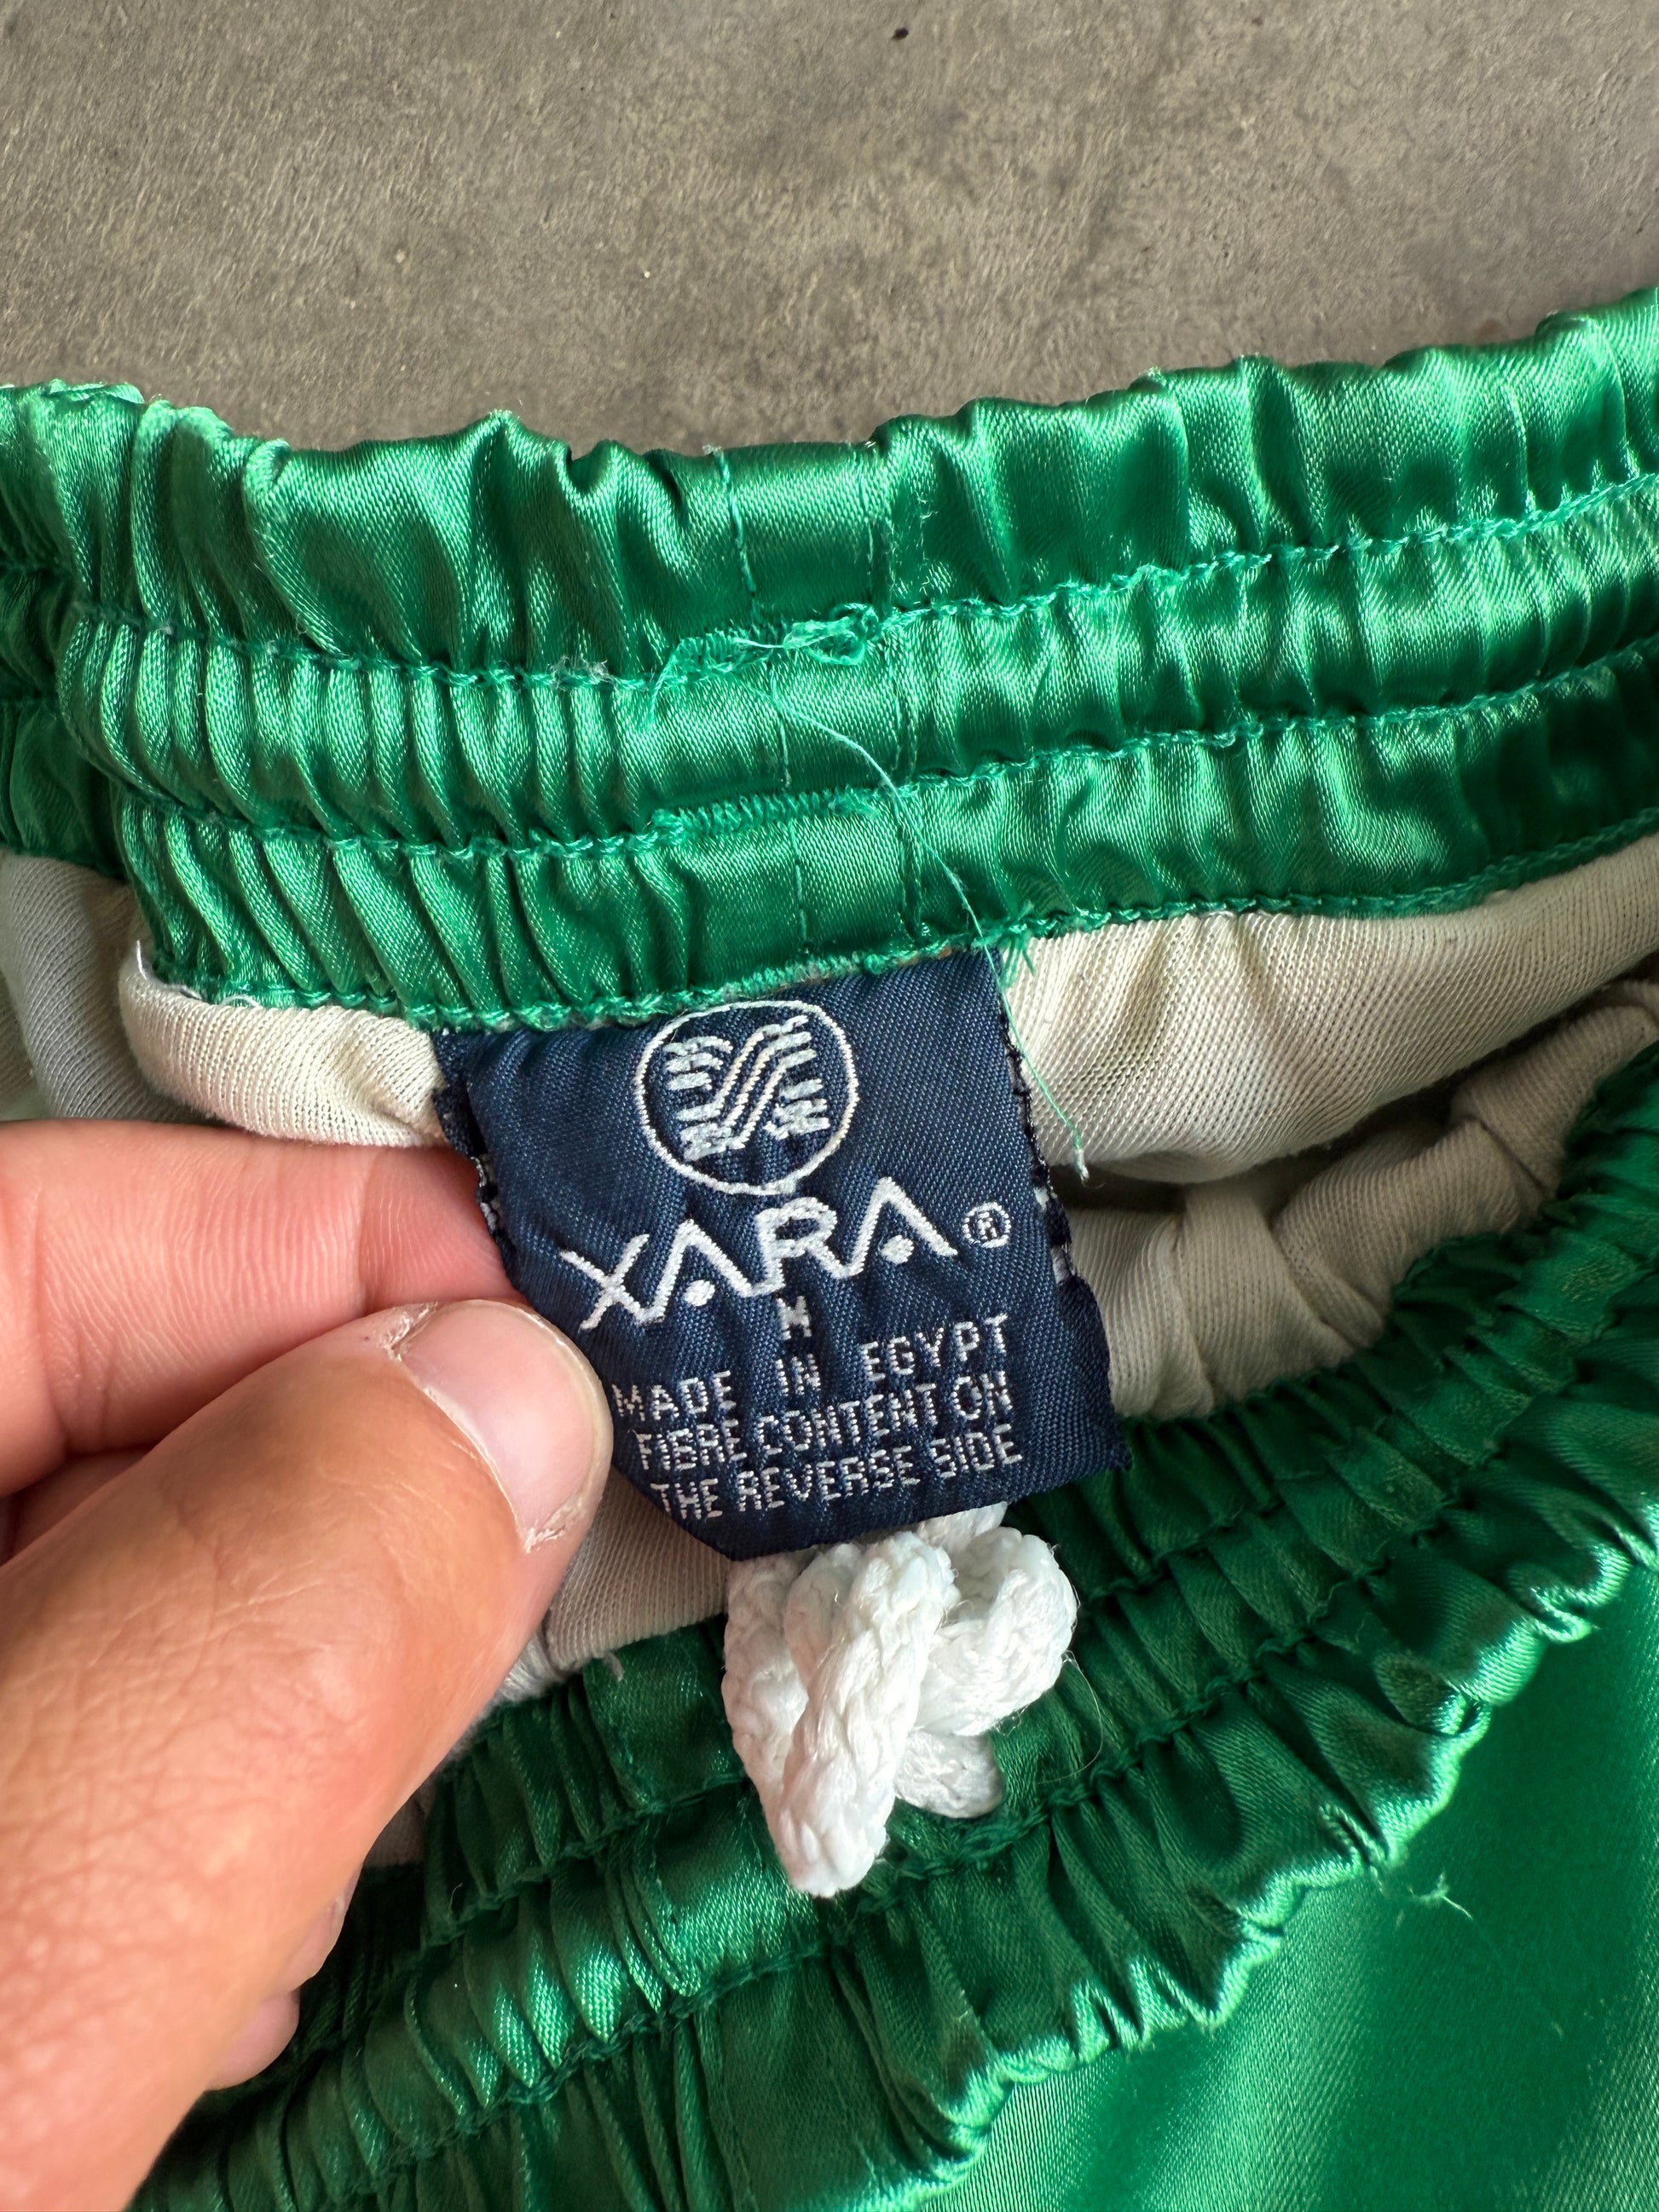 XARA®
M
MADE IN EGYPT
FIBRE CONTENT ON
THE REVERSE SIDE